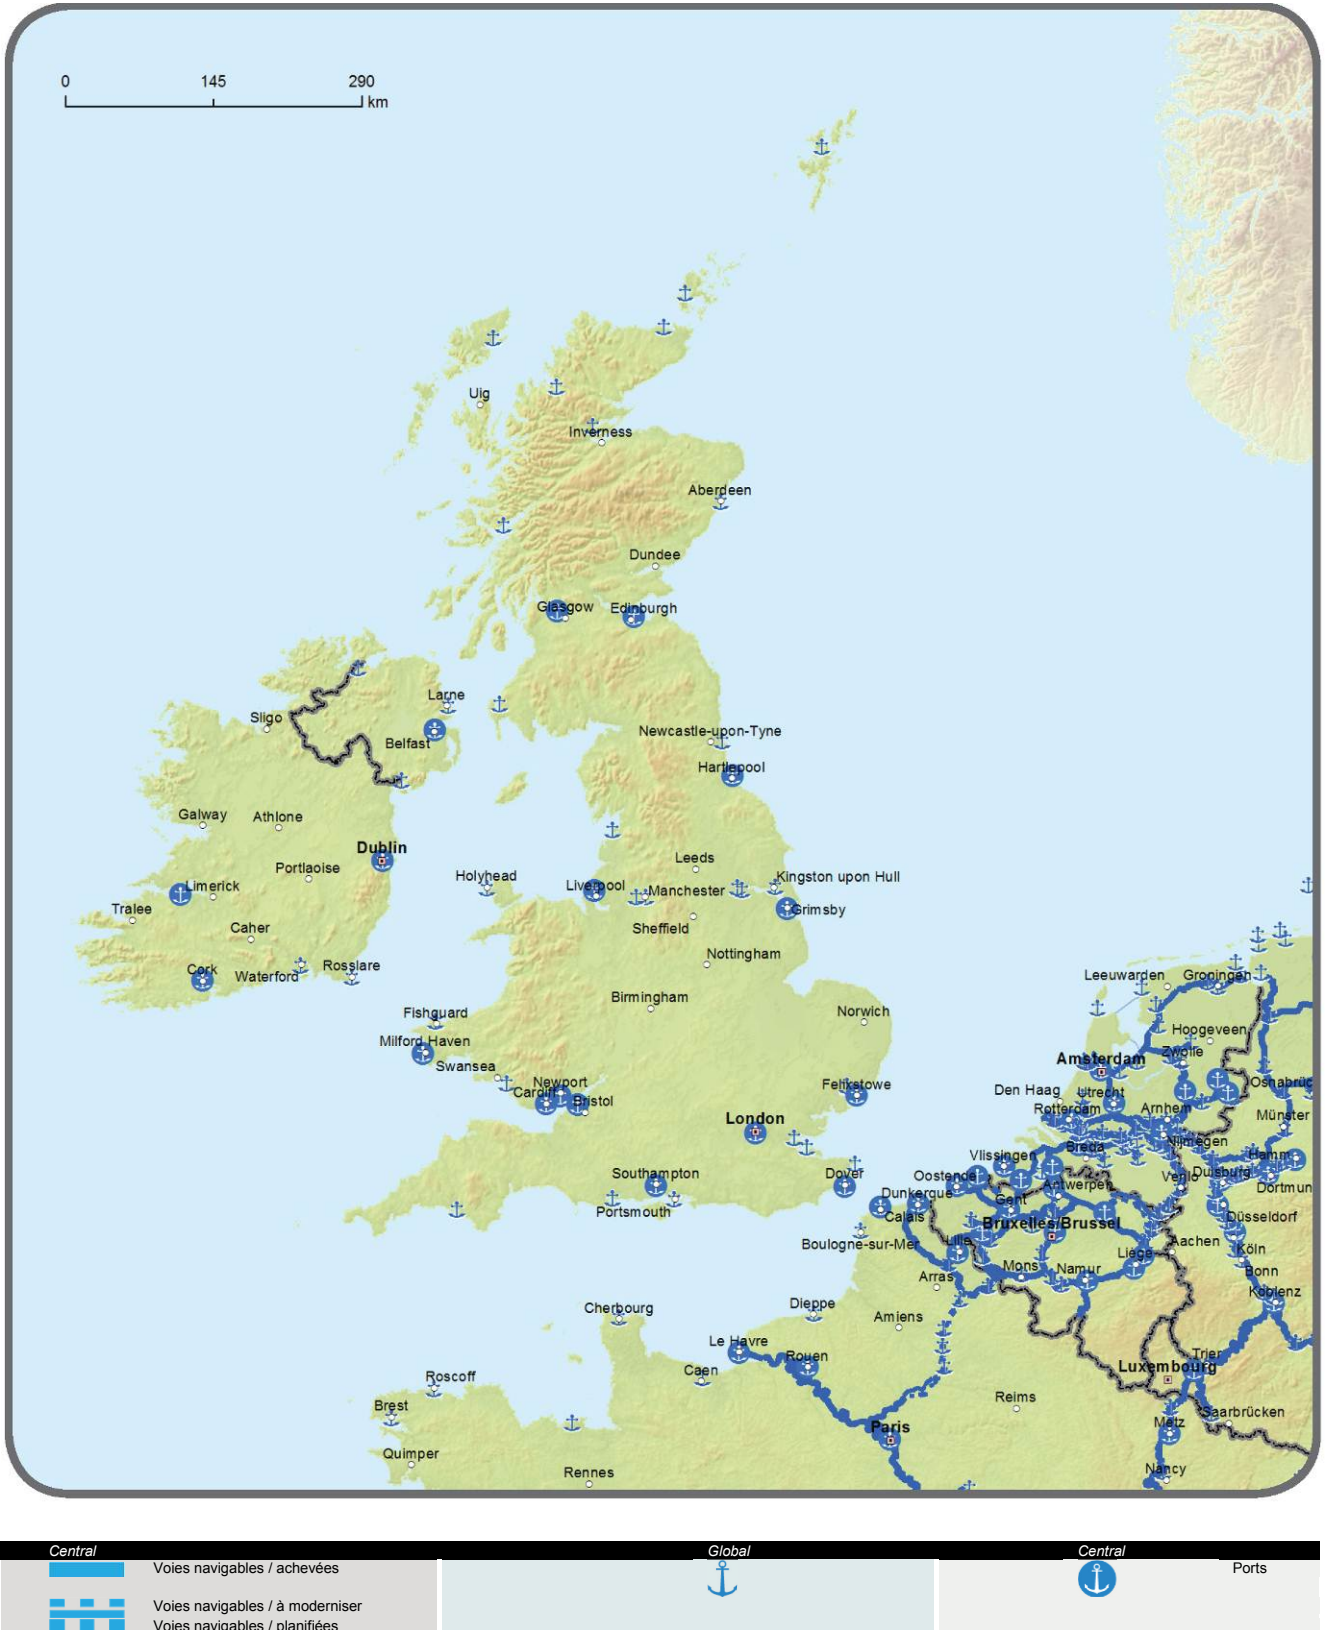 0 145 290
km
Uig
Inverness
Aberdeen
Dundee
Glasgow Edinburgh
Larne
Sligo
Belfast
Newcastle-upon-Tyne
Hartlepool
Galway Athlone
Dublin
Portlaoise
Leeds
Holyhead
Liverpool Manchester
Kingston upon Hull
Limerick
Tralee
Grimsby
Caher
Sheffield
Nottingham
Cork
Waterford
Rosslare
Leeuwarden
Groningen
Birmingham
Norwich
Fishguard
Hoogeveen
Milford Haven
Zwolle
Amsterdam
Swansea
Newport
Felixstowe
Osnabrüc
Cardiff
Bristol
Den Haag
Utrecht
Rotterdam
Arnhem
London
Münster
Nijmegen
Breda
Vlissingen
Hamm
Southampton
Dover
Oostende
Venlo
Duisburg
Antwerpen
Dortmun
Dunkerque
Gent
Portsmouth
Calais
Bruxelles/Brussel
Düsseldorf
Boulogne-sur-Mer
Lille
Aachen
Liège
Köln
Arras
Mons
Namur
Bonn
Koblenz
Cherbourg
Dieppe
Amiens
Le Havre
Rouen
Trier
Caen
Luxembourg
Roscoff
Reims
Brest
Saarbrücken
Metz
Paris
Quimper
Rennes
Nancy
Central Global Central
Voies navigables / achevées
Ports
Voies navigables / à moderniser
Voies navigables / planifiées